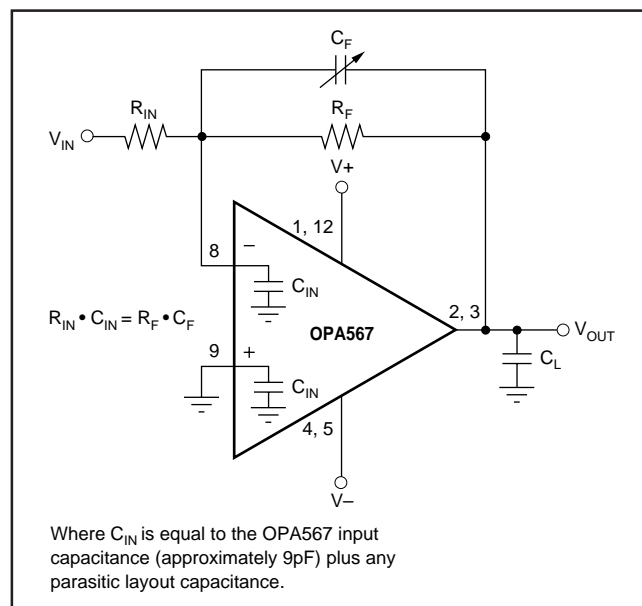 C_F
R_IN
R_F
V_IN
V+
1, 12
8
–
C_IN
R_IN • C_IN = R_F • C_F
OPA567
2, 3
V_OUT
9
+
C_IN
C_L
4, 5
V–
Where C_IN is equal to the OPA567 input
capacitance (approximately 9pF) plus any
parasitic layout capacitance.